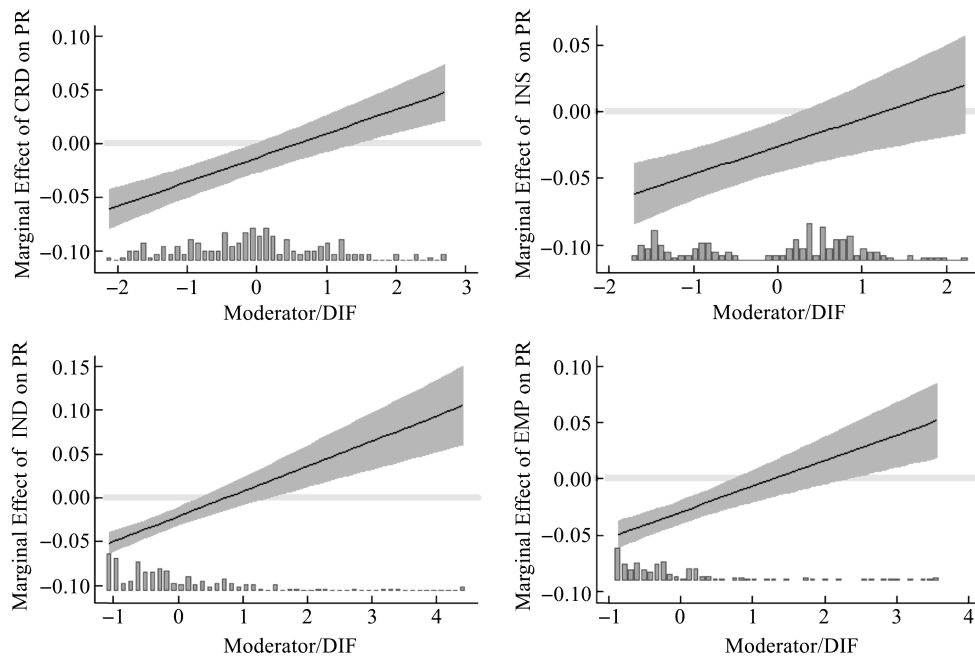 Marginal Effect of CRD on PR
0.10
0.05
0.00
−0.05
−0.10
−2 −1 0 1 2 3
Moderator/DIF
Marginal Effect of INS on PR
0.05
0.00
−0.05
−0.10
−2 −1 0 1 2
Moderator/DIF
Marginal Effect of IND on PR
0.15
0.10
0.05
0.00
−0.05
−0.10
−1 0 1 2 3 4
Moderator/DIF
Marginal Effect of EMP on PR
0.10
0.05
0.00
−0.05
−0.10
−1 0 1 2 3 4
Moderator/DIF